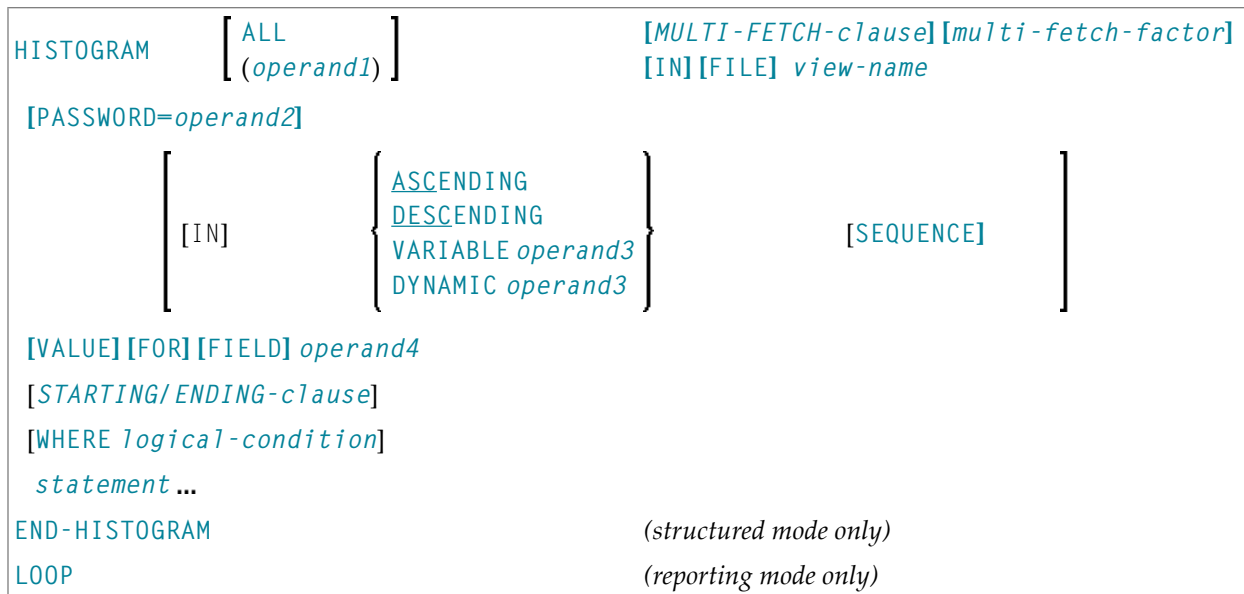 HISTOGRAM [ ALL [MULTI-FETCH-clause] [multi-fetch-factor]
(operand1) ] [IN] [FILE] view-name
[PASSWORD=operand2]
[ [IN] { ASCENDING
DESCENDING
VARIABLE operand3
DYNAMIC operand3 } [SEQUENCE] ]
[VALUE] [FOR] [FIELD] operand4
[STARTING/ENDING-clause]
[WHERE logical-condition]
statement ...
END-HISTOGRAM (structured mode only)
LOOP (reporting mode only)